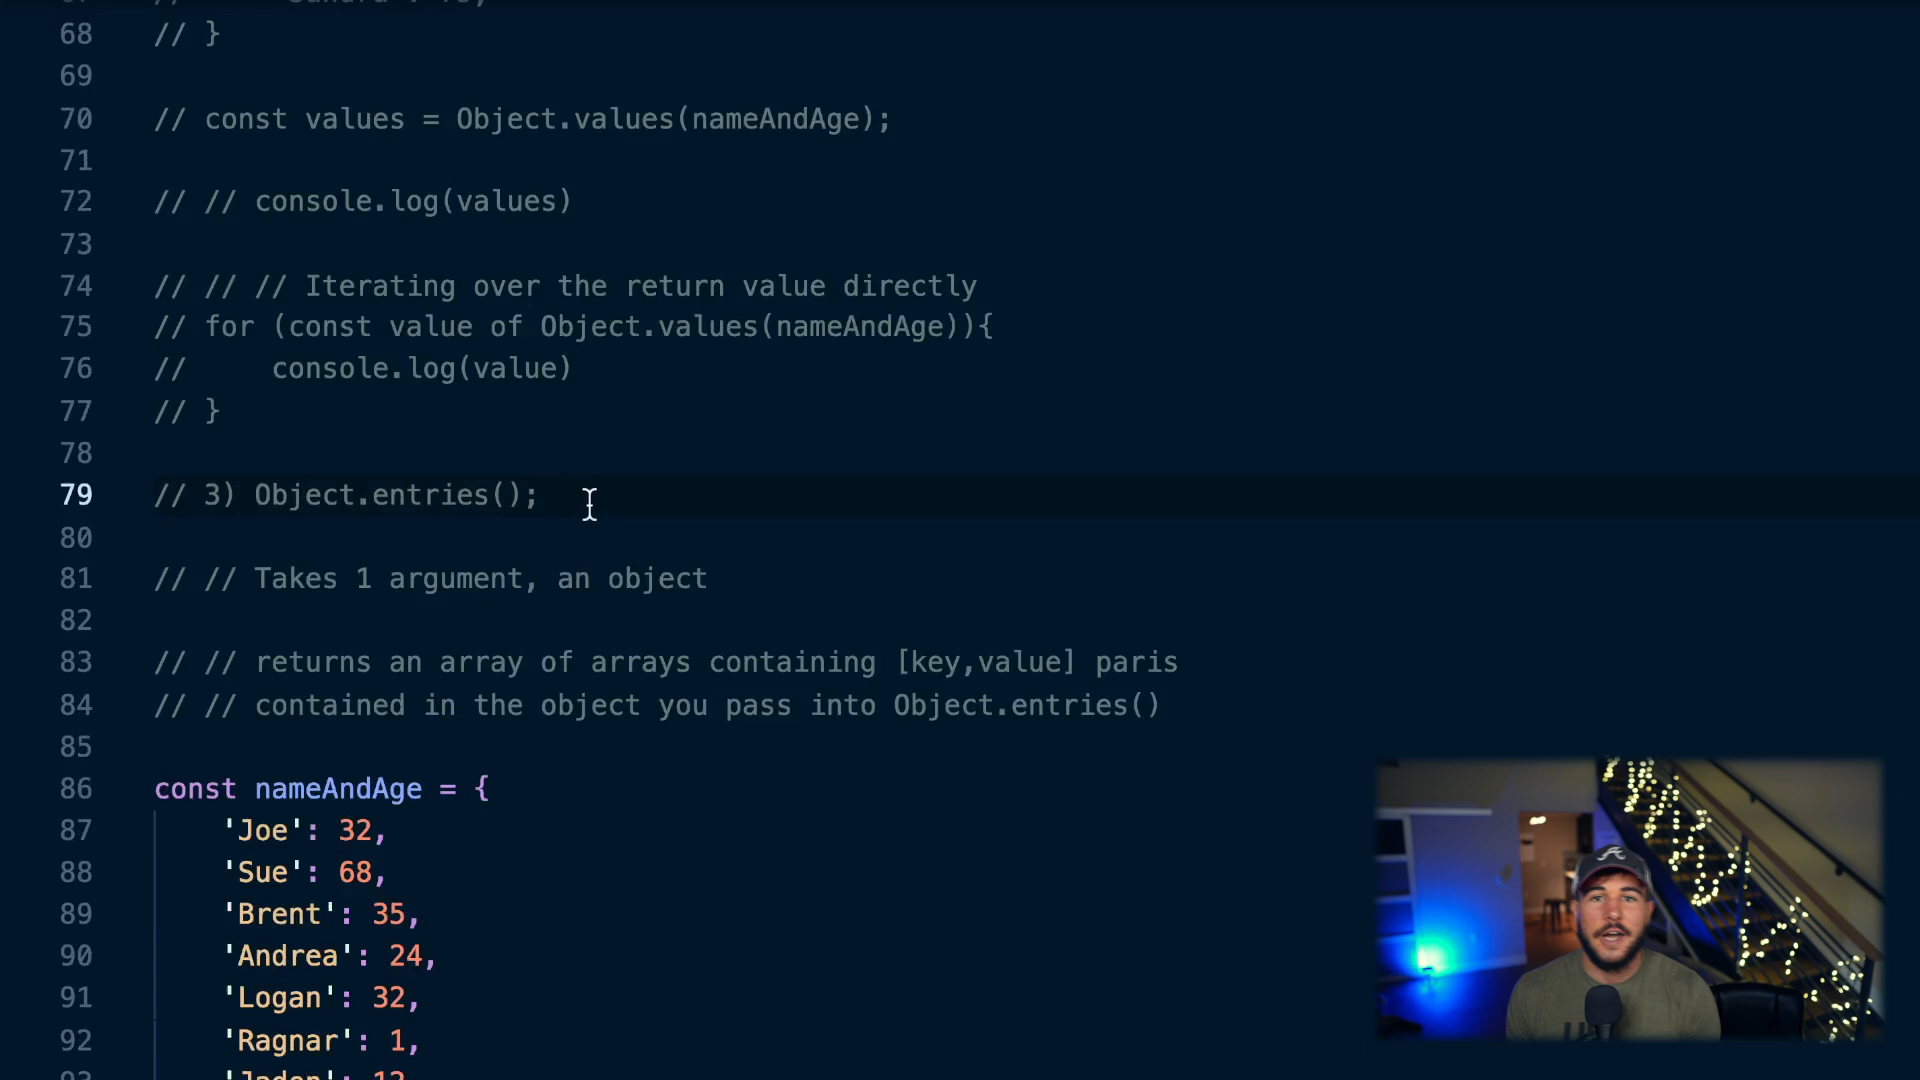 68 // }
69
70 // const values = Object.values(nameAndAge);
71
72 // // console.log(values)
73
74 // // // Iterating over the return value directly
75 // for (const value of Object.values(nameAndAge)){
76 //     console.log(value)
77 // }
78
79 // 3) Object.entries();
80
81 // // Takes 1 argument, an object
82
83 // // returns an array of arrays containing [key,value] paris
84 // // contained in the object you pass into Object.entries()
85
86 const nameAndAge = {
87 'Joe': 32,
88 'Sue': 68,
89 'Brent': 35,
90 'Andrea': 24,
91 'Logan': 32,
92 'Ragnar': 1,